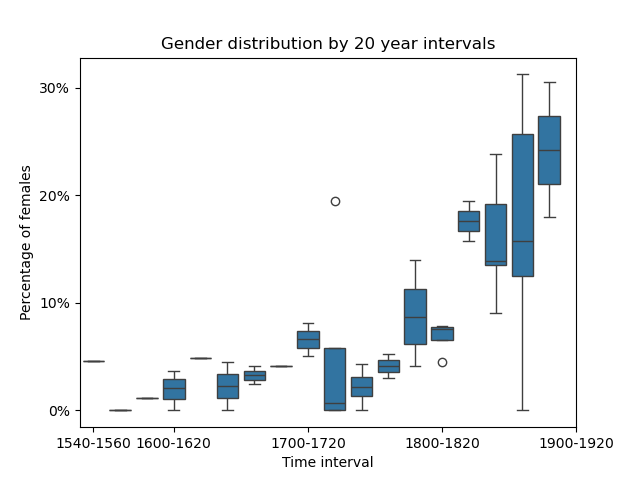 Gender distribution by 20 year intervals
30%
20%
10%
0%
Percentage of females
1540-1560 1600-1620 1700-1720 1800-1820 1900-1920
Time interval